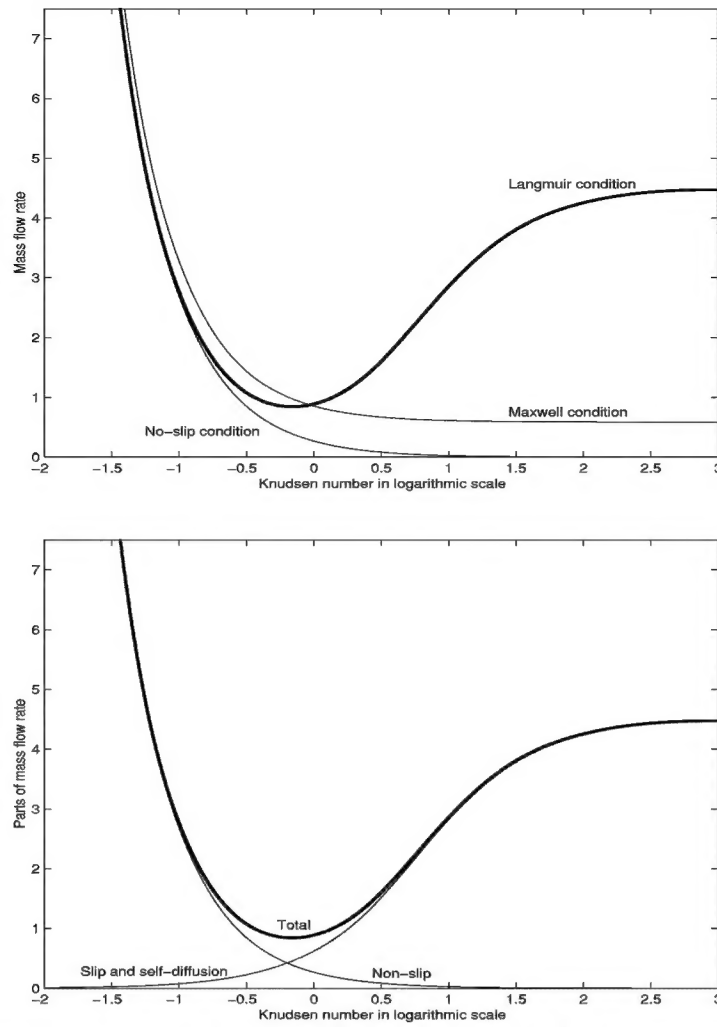 7
6
5
4
3
2
1
0
Mass flow rate
Langmuir condition
Maxwell condition
No-slip condition
-2 -1.5 -1 -0.5 0 0.5 1 1.5 2 2.5 3
Knudsen number in logarithmic scale
7
6
5
4
3
2
1
0
Parts of mass flow rate
Total
Slip and self-diffusion
Non-slip
-2 -1.5 -1 -0.5 0 0.5 1 1.5 2 2.5 3
Knudsen number in logarithmic scale